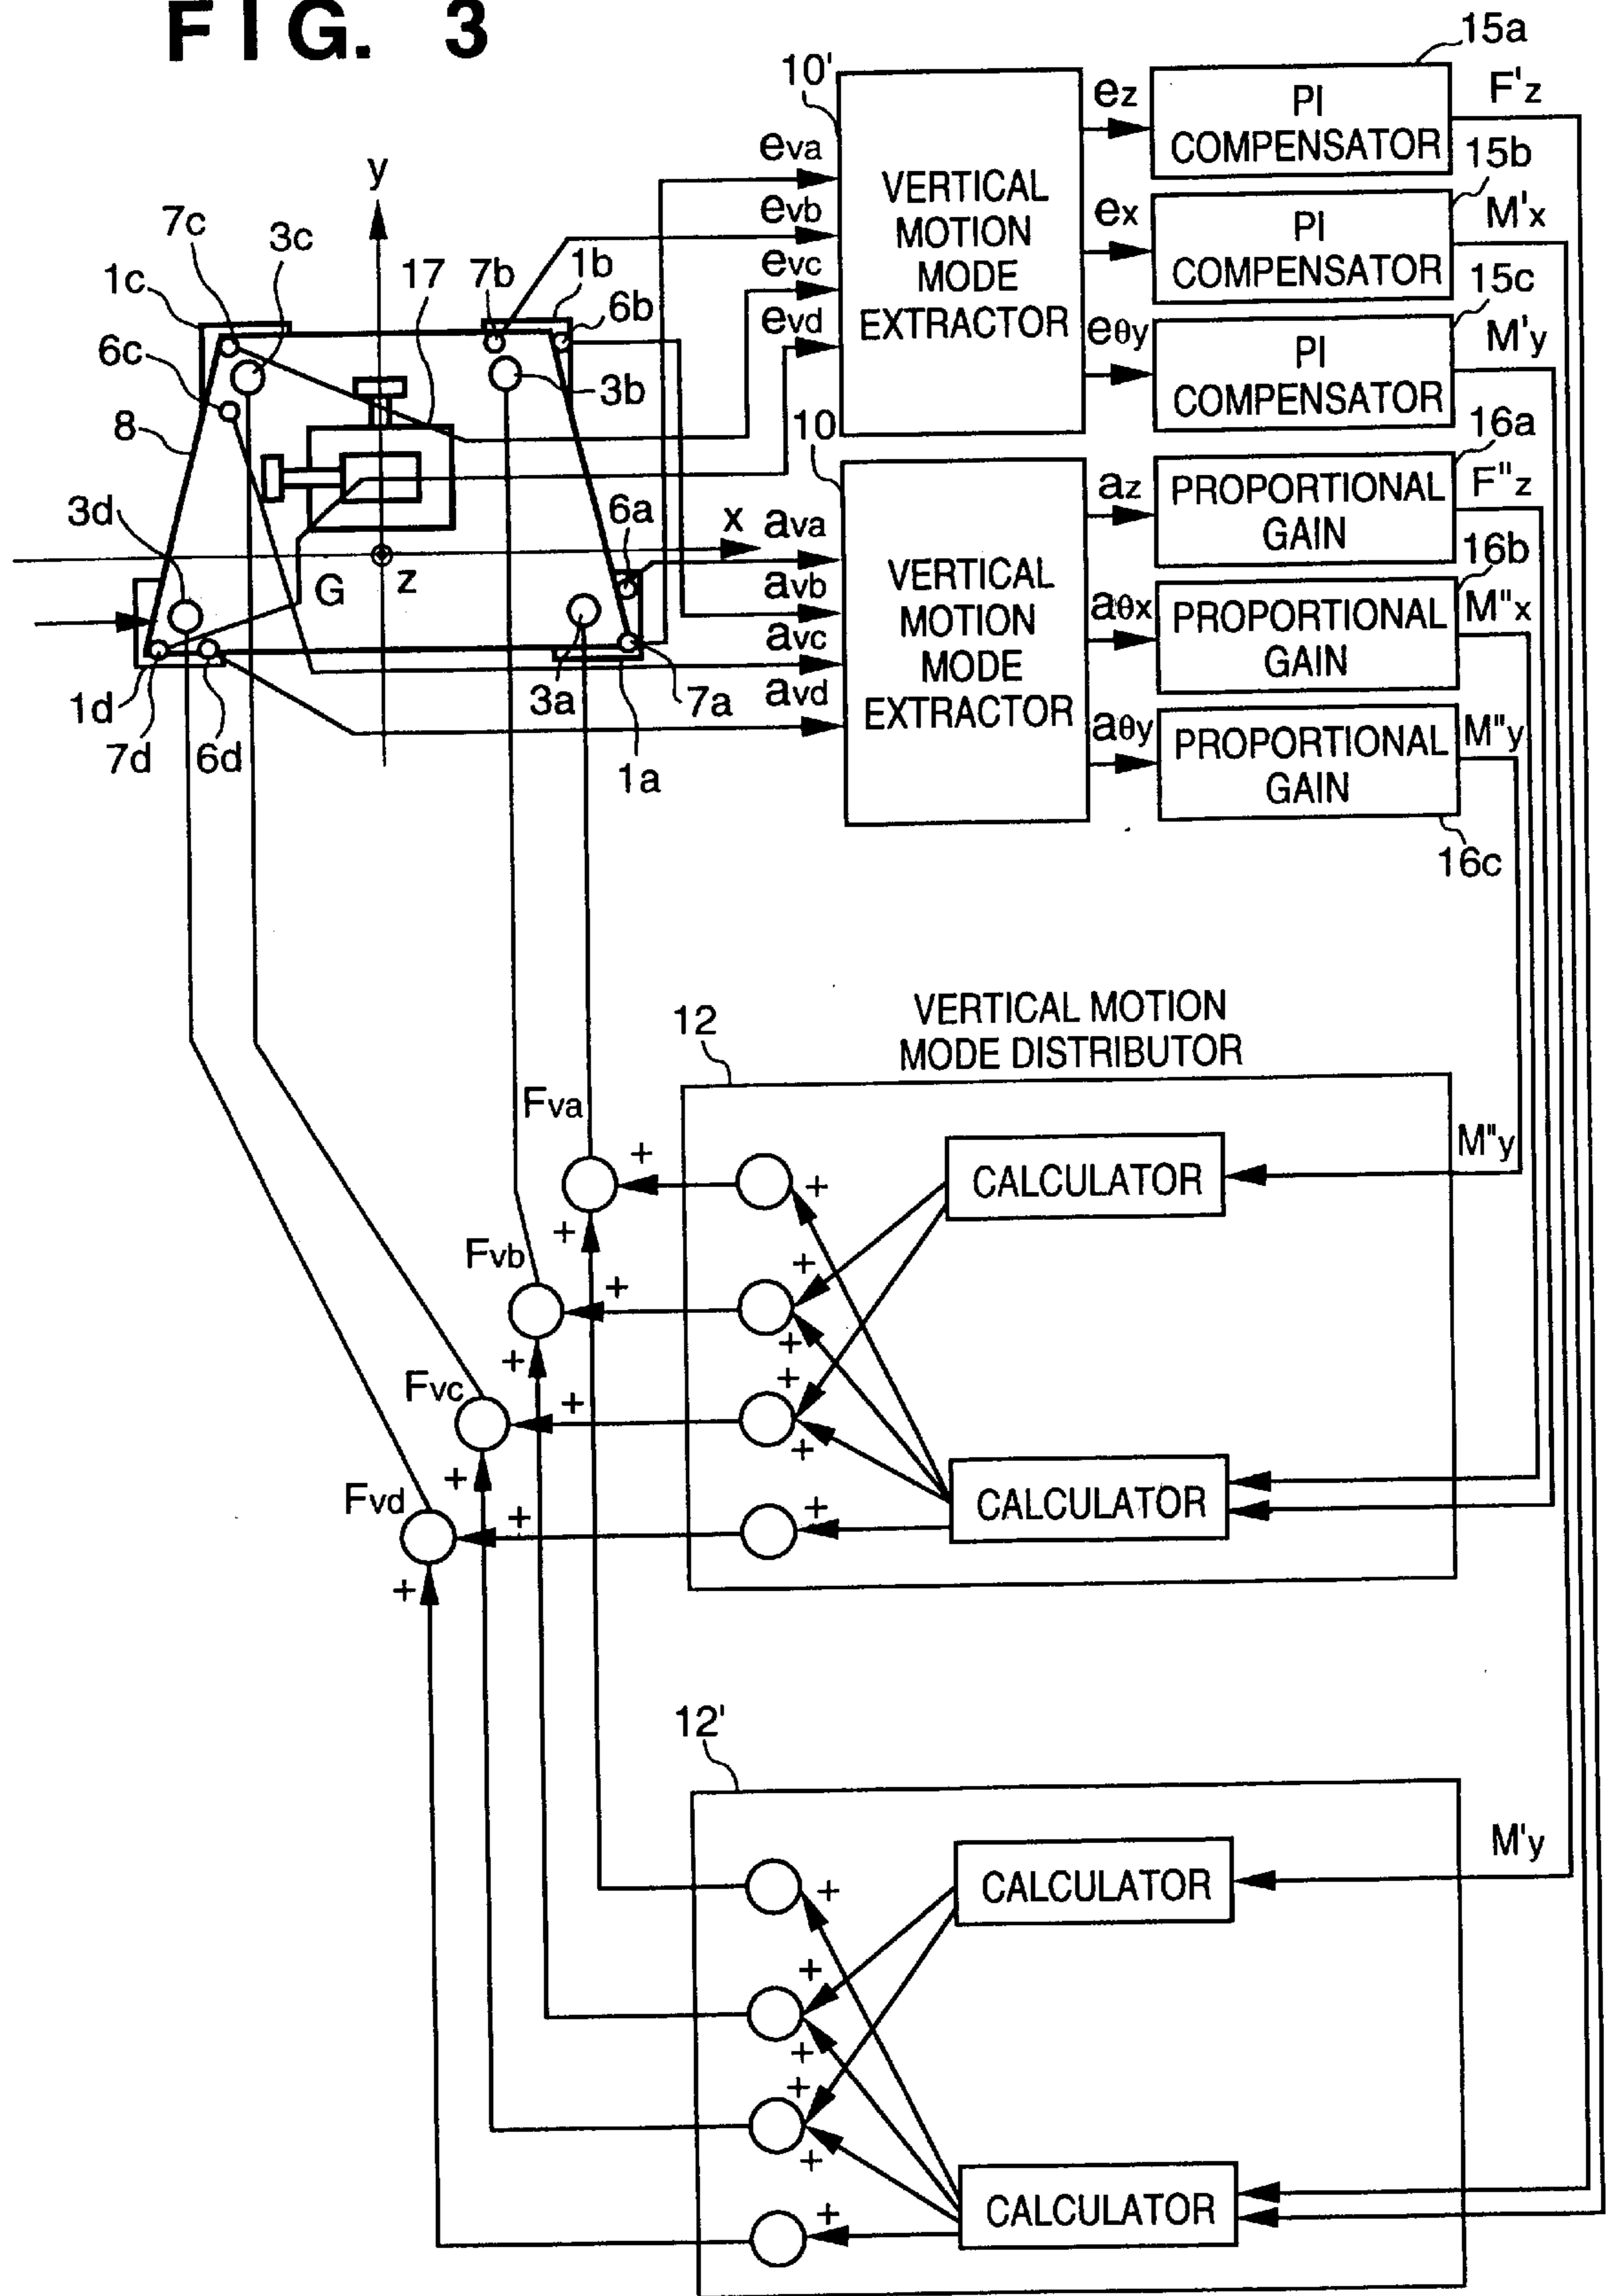 FIG. 3
15a
10'
ez
PI
COMPENSATOR
F'z
eva
VERTICAL
MOTION
MODE
EXTRACTOR
15b
y
evb
ex
PI
COMPENSATOR
M'x
7c
3c
evc
15c
1c
17
7b
1b
6b
evd
eθy
PI
COMPENSATOR
M'y
6c
3b
8
10
16a
az
PROPORTIONAL
GAIN
F"z
3d
6a
x
ava
16b
G
z
avb
VERTICAL
MOTION
MODE
EXTRACTOR
aθx
PROPORTIONAL
GAIN
M"x
avc
1d
3a
7a
avd
aθy
PROPORTIONAL
GAIN
M"y
7d
6d
1a
16c
VERTICAL MOTION
MODE DISTRIBUTOR
12
Fva
M"y
+
CALCULATOR
+
+
Fvb
+
+
+
+
Fvc
+
+
+
+
Fvd
+
+
CALCULATOR
+
12'
M'y
CALCULATOR
+
+
+
+
+
CALCULATOR
+